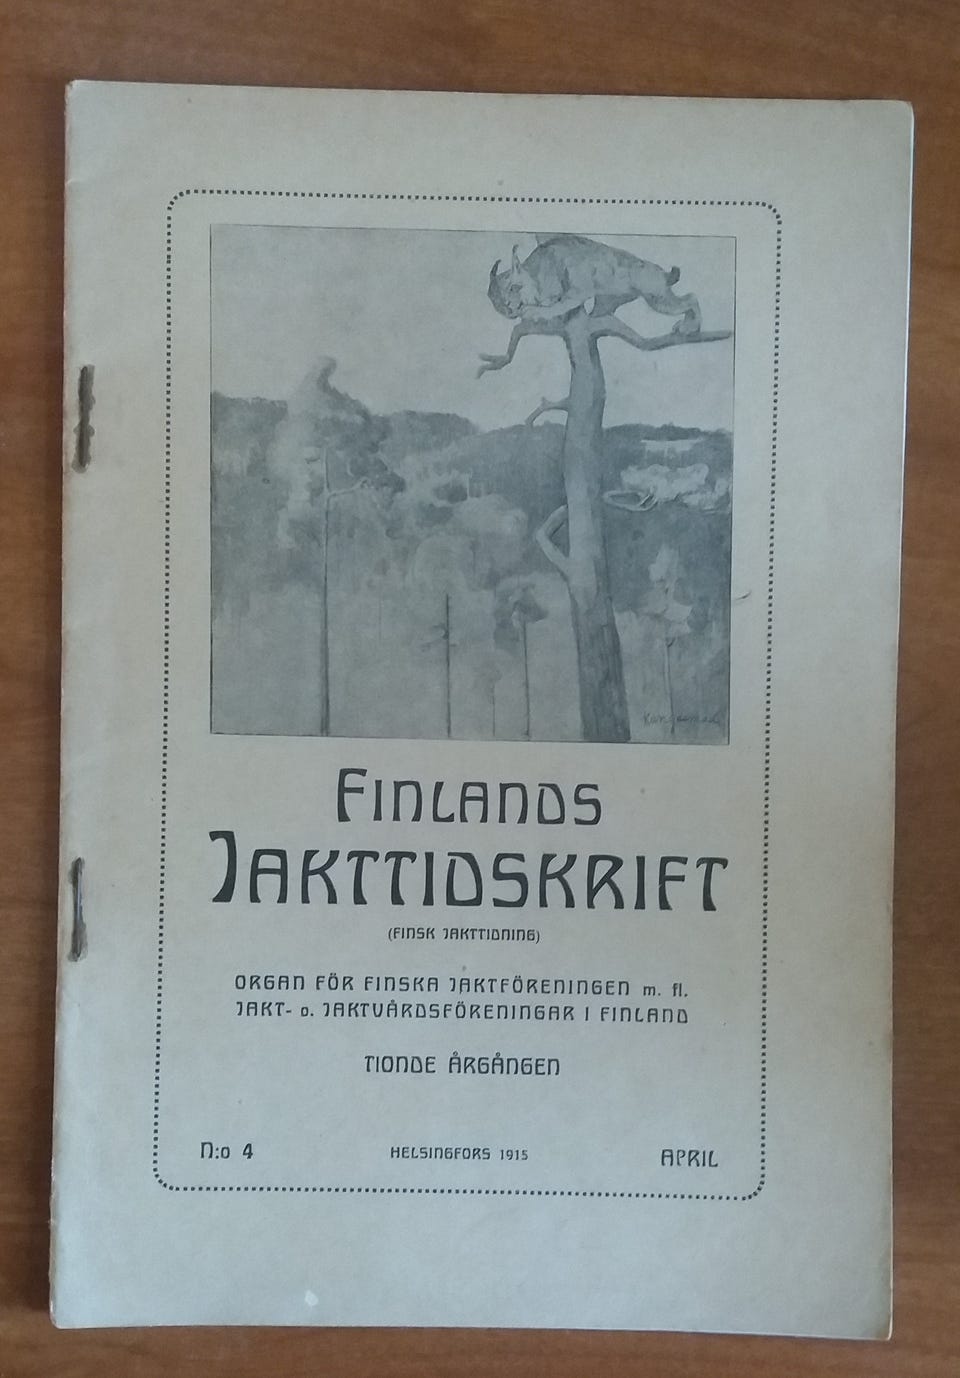 FINLANDS
JAKTTIDSKRIFT
(FINSK JAKTTIDNING)
ORGAN FÖR FINSKA JAKTFÖRENINGEN m. fl.
JAKT- o. JAKTVÅRDSFÖRENINGAR I FINLAND
TIONDE ÅRGÅNGEN
N:o 4 HELSINGFORS 1915 APRIL